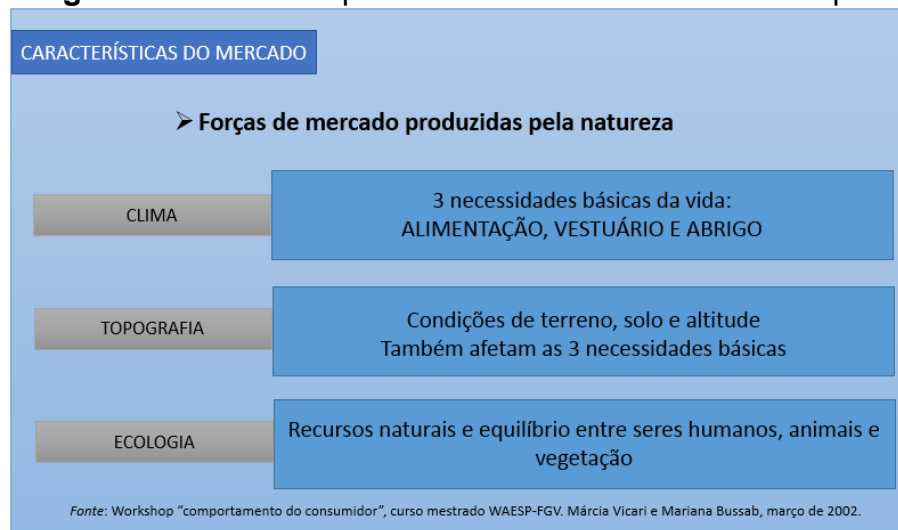 CARACTERÍSTICAS DO MERCADO
➤ Forças de mercado produzidas pela natureza
CLIMA
3 necessidades básicas da vida:
ALIMENTAÇÃO, VESTUÁRIO E ABRIGO
TOPOGRAFIA
Condições de terreno, solo e altitude
Também afetam as 3 necessidades básicas
ECOLOGIA
Recursos naturais e equilíbrio entre seres humanos, animais e
vegetação
Fonte: Workshop "comportamento do consumidor", curso mestrado WAESP-FGV. Márcia Vicari e Mariana Bussab, março de 2002.